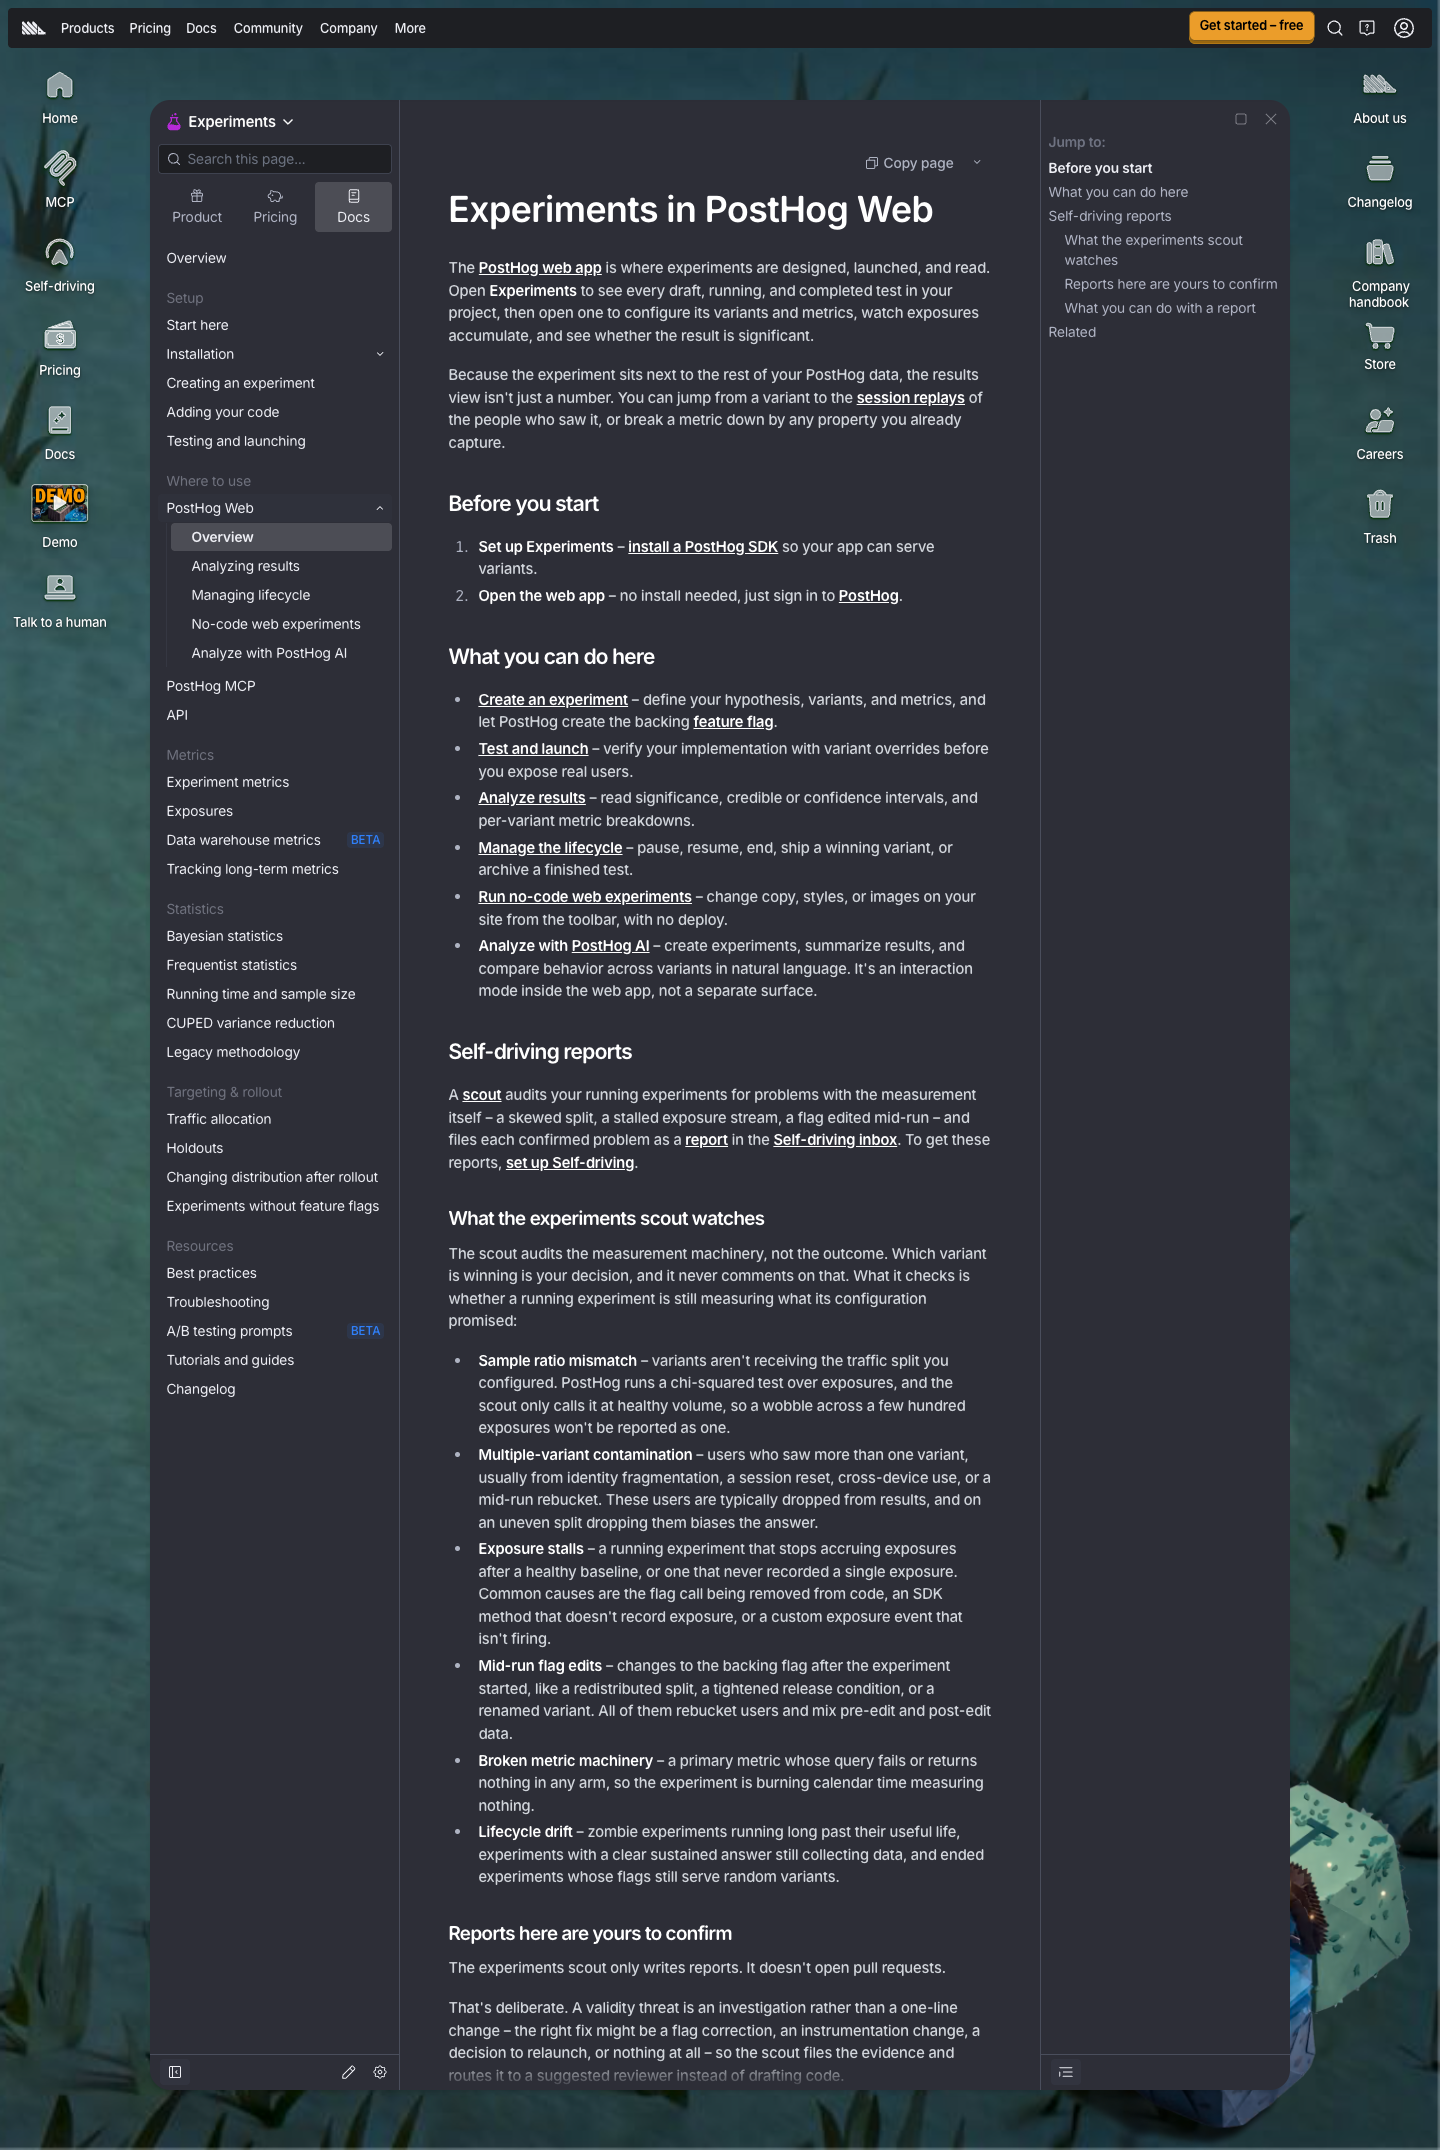 Products Pricing Docs Community Company More
Get started – free
Home
MCP
Self-driving
Pricing
Docs
DEMO
Demo
Talk to a human
Experiments
Search this page...
Product Pricing Docs
Overview
Setup
Start here
Installation
Creating an experiment
Adding your code
Testing and launching
Where to use
PostHog Web
Overview
Analyzing results
Managing lifecycle
No-code web experiments
Analyze with PostHog AI
PostHog MCP
API
Metrics
Experiment metrics
Exposures
Data warehouse metrics BETA
Tracking long-term metrics
Statistics
Bayesian statistics
Frequentist statistics
Running time and sample size
CUPED variance reduction
Legacy methodology
Targeting & rollout
Traffic allocation
Holdouts
Changing distribution after rollout
Experiments without feature flags
Resources
Best practices
Troubleshooting
A/B testing prompts BETA
Tutorials and guides
Changelog
Copy page
Experiments in PostHog Web
The PostHog web app is where experiments are designed, launched, and read.
Open Experiments to see every draft, running, and completed test in your
project, then open one to configure its variants and metrics, watch exposures
accumulate, and see whether the result is significant.
Because the experiment sits next to the rest of your PostHog data, the results
view isn't just a number. You can jump from a variant to the session replays of
the people who saw it, or break a metric down by any property you already
capture.
Before you start
1. Set up Experiments – install a PostHog SDK so your app can serve
variants.
2. Open the web app – no install needed, just sign in to PostHog.
What you can do here
• Create an experiment – define your hypothesis, variants, and metrics, and
let PostHog create the backing feature flag.
• Test and launch – verify your implementation with variant overrides before
you expose real users.
• Analyze results – read significance, credible or confidence intervals, and
per-variant metric breakdowns.
• Manage the lifecycle – pause, resume, end, ship a winning variant, or
archive a finished test.
• Run no-code web experiments – change copy, styles, or images on your
site from the toolbar, with no deploy.
• Analyze with PostHog AI – create experiments, summarize results, and
compare behavior across variants in natural language. It's an interaction
mode inside the web app, not a separate surface.
Self-driving reports
A scout audits your running experiments for problems with the measurement
itself – a skewed split, a stalled exposure stream, a flag edited mid-run – and
files each confirmed problem as a report in the Self-driving inbox. To get these
reports, set up Self-driving.
What the experiments scout watches
The scout audits the measurement machinery, not the outcome. Which variant
is winning is your decision, and it never comments on that. What it checks is
whether a running experiment is still measuring what its configuration
promised:
• Sample ratio mismatch – variants aren't receiving the traffic split you
configured. PostHog runs a chi-squared test over exposures, and the
scout only calls it at healthy volume, so a wobble across a few hundred
exposures won't be reported as one.
• Multiple-variant contamination – users who saw more than one variant,
usually from identity fragmentation, a session reset, cross-device use, or a
mid-run rebucket. These users are typically dropped from results, and on
an uneven split dropping them biases the answer.
• Exposure stalls – a running experiment that stops accruing exposures
after a healthy baseline, or one that never recorded a single exposure.
Common causes are the flag call being removed from code, an SDK
method that doesn't record exposure, or a custom exposure event that
isn't firing.
• Mid-run flag edits – changes to the backing flag after the experiment
started, like a redistributed split, a tightened release condition, or a
renamed variant. All of them rebucket users and mix pre-edit and post-edit
data.
• Broken metric machinery – a primary metric whose query fails or returns
nothing in any arm, so the experiment is burning calendar time measuring
nothing.
• Lifecycle drift – zombie experiments running long past their useful life,
experiments with a clear sustained answer still collecting data, and ended
experiments whose flags still serve random variants.
Reports here are yours to confirm
The experiments scout only writes reports. It doesn't open pull requests.
That's deliberate. A validity threat is an investigation rather than a one-line
change – the right fix might be a flag correction, an instrumentation change, a
decision to relaunch, or nothing at all – so the scout files the evidence and
routes it to a suggested reviewer instead of drafting code.
Jump to:
Before you start
What you can do here
Self-driving reports
What the experiments scout
watches
Reports here are yours to confirm
What you can do with a report
Related
About us
Changelog
Company
handbook
Store
Careers
Trash